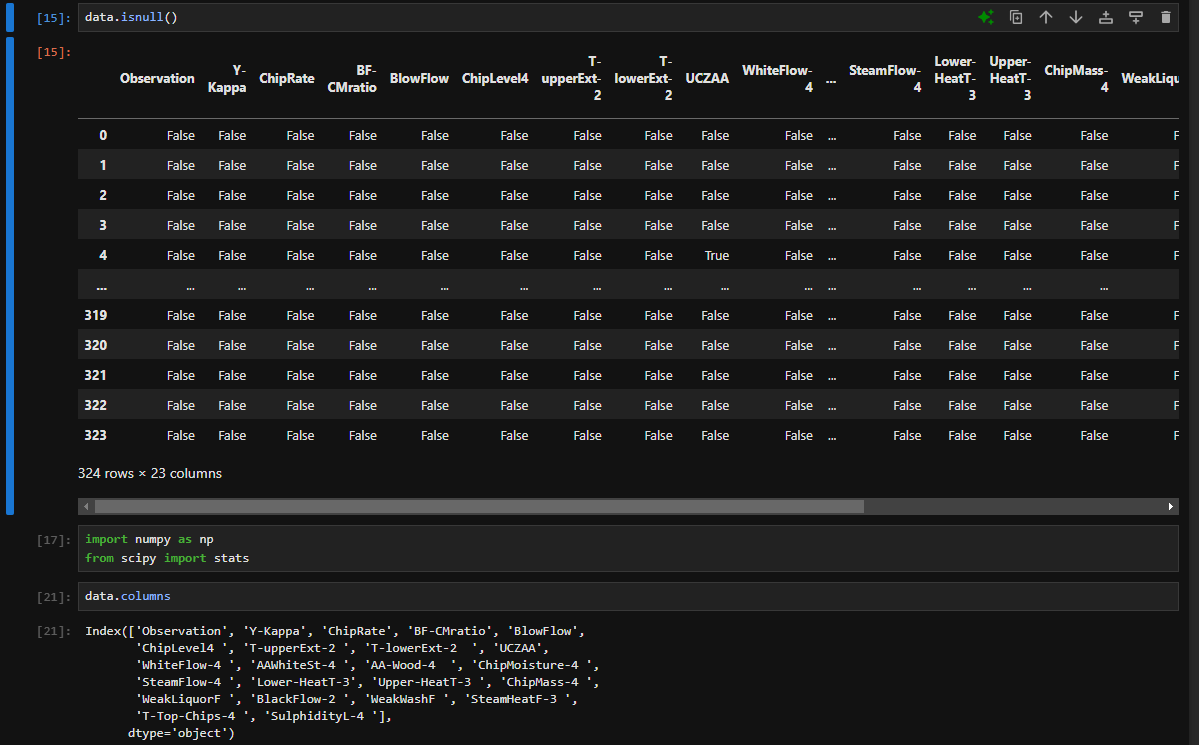 [15]: data.isnull()
[15]:
Observation Y-Kappa ChipRate BF-CMratio BlowFlow ChipLevel4 T-upperExt-2 T-lowerExt-2 UCZAA WhiteFlow-4 ... SteamFlow-4 Lower-HeatT-3 Upper-HeatT-3 ChipMass-4 WeakLiqu
0 False False False False False False False False False False ... False False False False F
1 False False False False False False False False False False ... False False False False F
2 False False False False False False False False False False ... False False False False F
3 False False False False False False False False False False ... False False False False F
4 False False False False False False False False True False ... False False False False F
... ... ... ... ... ... ... ... ... ... ... ... ... ... ... ...
319 False False False False False False False False False False ... False False False False F
320 False False False False False False False False False False ... False False False False F
321 False False False False False False False False False False ... False False False False F
322 False False False False False False False False False False ... False False False False F
323 False False False False False False False False False False ... False False False False F
324 rows × 23 columns
[17]: import numpy as np
from scipy import stats
[21]: data.columns
[21]: Index(['Observation', 'Y-Kappa', 'ChipRate', 'BF-CMratio', 'BlowFlow',
'ChipLevel4 ', 'T-upperExt-2 ', 'T-lowerExt-2  ', 'UCZAA',
'WhiteFlow-4 ', 'AAWhiteSt-4 ', 'AA-Wood-4  ', 'ChipMoisture-4 ',
'SteamFlow-4 ', 'Lower-HeatT-3', 'Upper-HeatT-3 ', 'ChipMass-4 ',
'WeakLiquorF ', 'BlackFlow-2 ', 'WeakWashF ', 'SteamHeatF-3 ',
'T-Top-Chips-4 ', 'SulphidityL-4 '],
dtype='object')